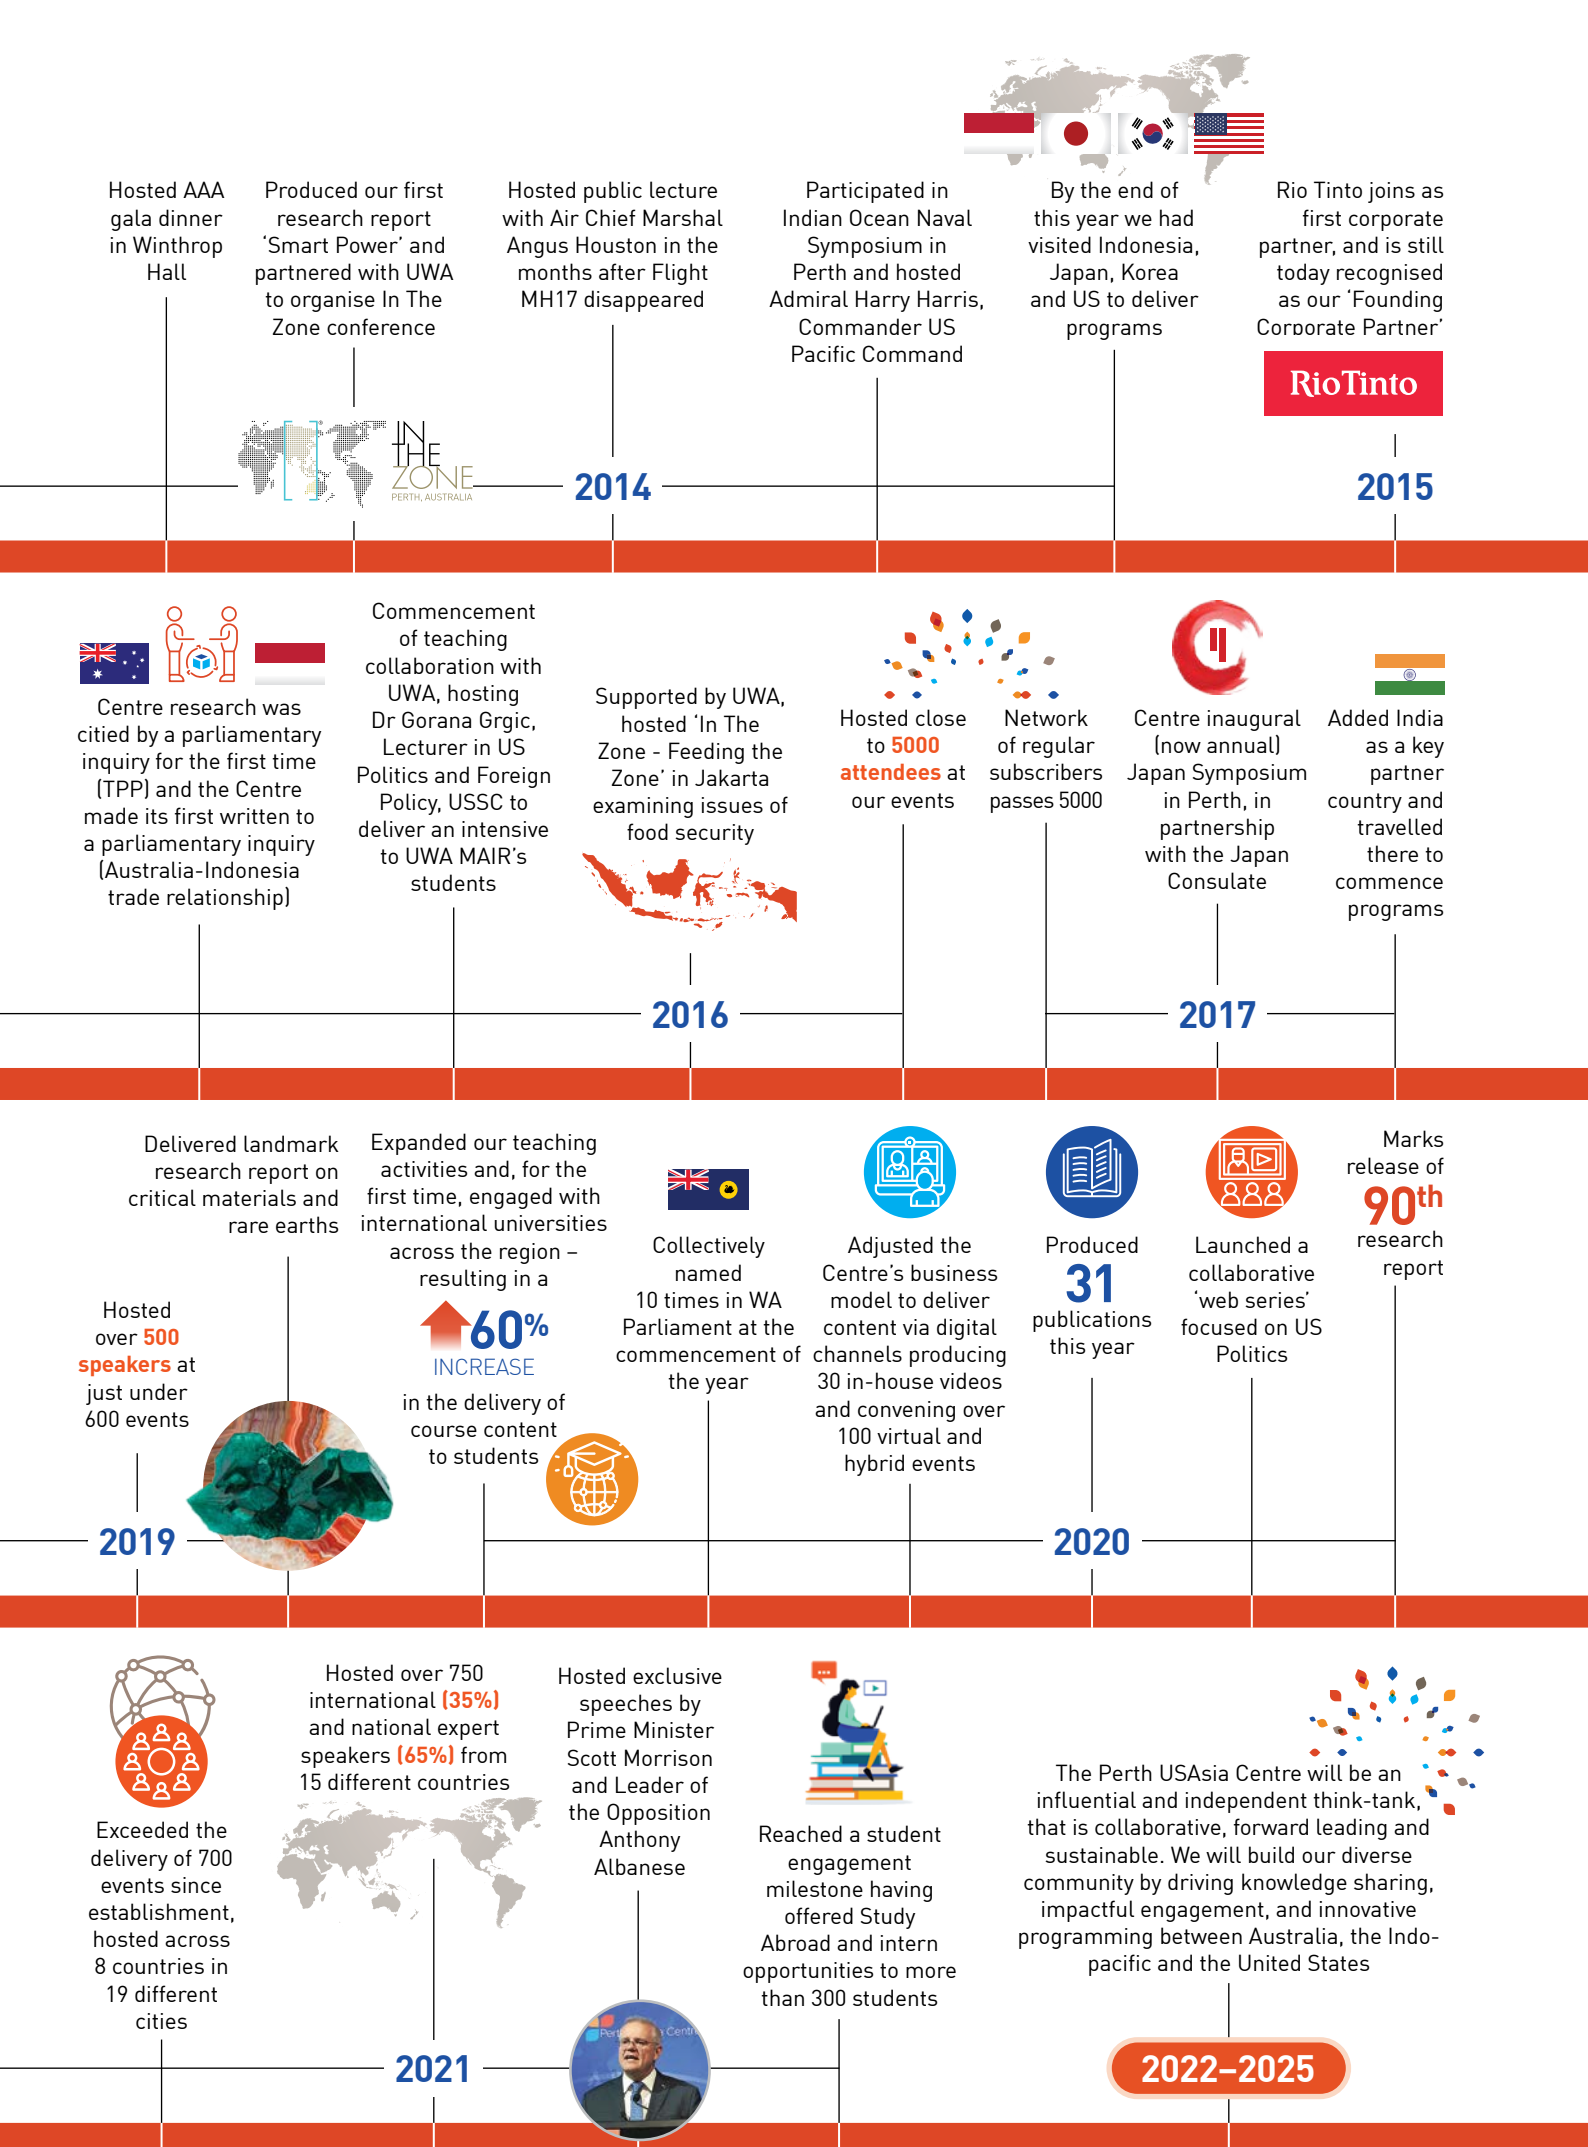 Hosted AAA
gala dinner
in Winthrop
Hall
Produced our first
research report
‘Smart Power’ and
partnered with UWA
to organise In The
Zone conference
IN
THE
ZONE
PERTH, AUSTRALIA
Hosted public lecture
with Air Chief Marshal
Angus Houston in the
months after Flight
MH17 disappeared
2014
Participated in
Indian Ocean Naval
Symposium in
Perth and hosted
Admiral Harry Harris,
Commander US
Pacific Command
By the end of
this year we had
visited Indonesia,
Japan, Korea
and US to deliver
programs
Rio Tinto joins as
first corporate
partner, and is still
today recognised
as our ‘Founding
Corporate Partner’
RioTinto
2015
Centre research was
citied by a parliamentary
inquiry for the first time
(TPP) and the Centre
made its first written to
a parliamentary inquiry
(Australia-Indonesia
trade relationship)
Commencement
of teaching
collaboration with
UWA, hosting
Dr Gorana Grgic,
Lecturer in US
Politics and Foreign
Policy, USSC to
deliver an intensive
to UWA MAIR’s
students
Supported by UWA,
hosted ‘In The
Zone - Feeding the
Zone’ in Jakarta
examining issues of
food security
2016
Hosted close
to 5000
attendees at
our events
Network
of regular
subscribers
passes 5000
Centre inaugural
(now annual)
Japan Symposium
in Perth, in
partnership
with the Japan
Consulate
2017
Added India
as a key
partner
country and
travelled
there to
commence
programs
Hosted
over 500
speakers at
just under
600 events
2019
Delivered landmark
research report on
critical materials and
rare earths
Expanded our teaching
activities and, for the
first time, engaged with
international universities
across the region –
resulting in a
60%
INCREASE
in the delivery of
course content
to students
Collectively
named
10 times in WA
Parliament at the
commencement of
the year
Adjusted the
Centre’s business
model to deliver
content via digital
channels producing
30 in-house videos
and convening over
100 virtual and
hybrid events
Produced
31
publications
this year
2020
Launched a
collaborative
‘web series’
focused on US
Politics
Marks
release of
90th
research
report
Exceeded the
delivery of 700
events since
establishment,
hosted across
8 countries in
19 different
cities
Hosted over 750
international (35%)
and national expert
speakers (65%) from
15 different countries
2021
Hosted exclusive
speeches by
Prime Minister
Scott Morrison
and Leader of
the Opposition
Anthony
Albanese
Reached a student
engagement
milestone having
offered Study
Abroad and intern
opportunities to more
than 300 students
The Perth USAsia Centre will be an
influential and independent think-tank,
that is collaborative, forward leading and
sustainable. We will build our diverse
community by driving knowledge sharing,
impactful engagement, and innovative
programming between Australia, the Indo-
pacific and the United States
2022–2025